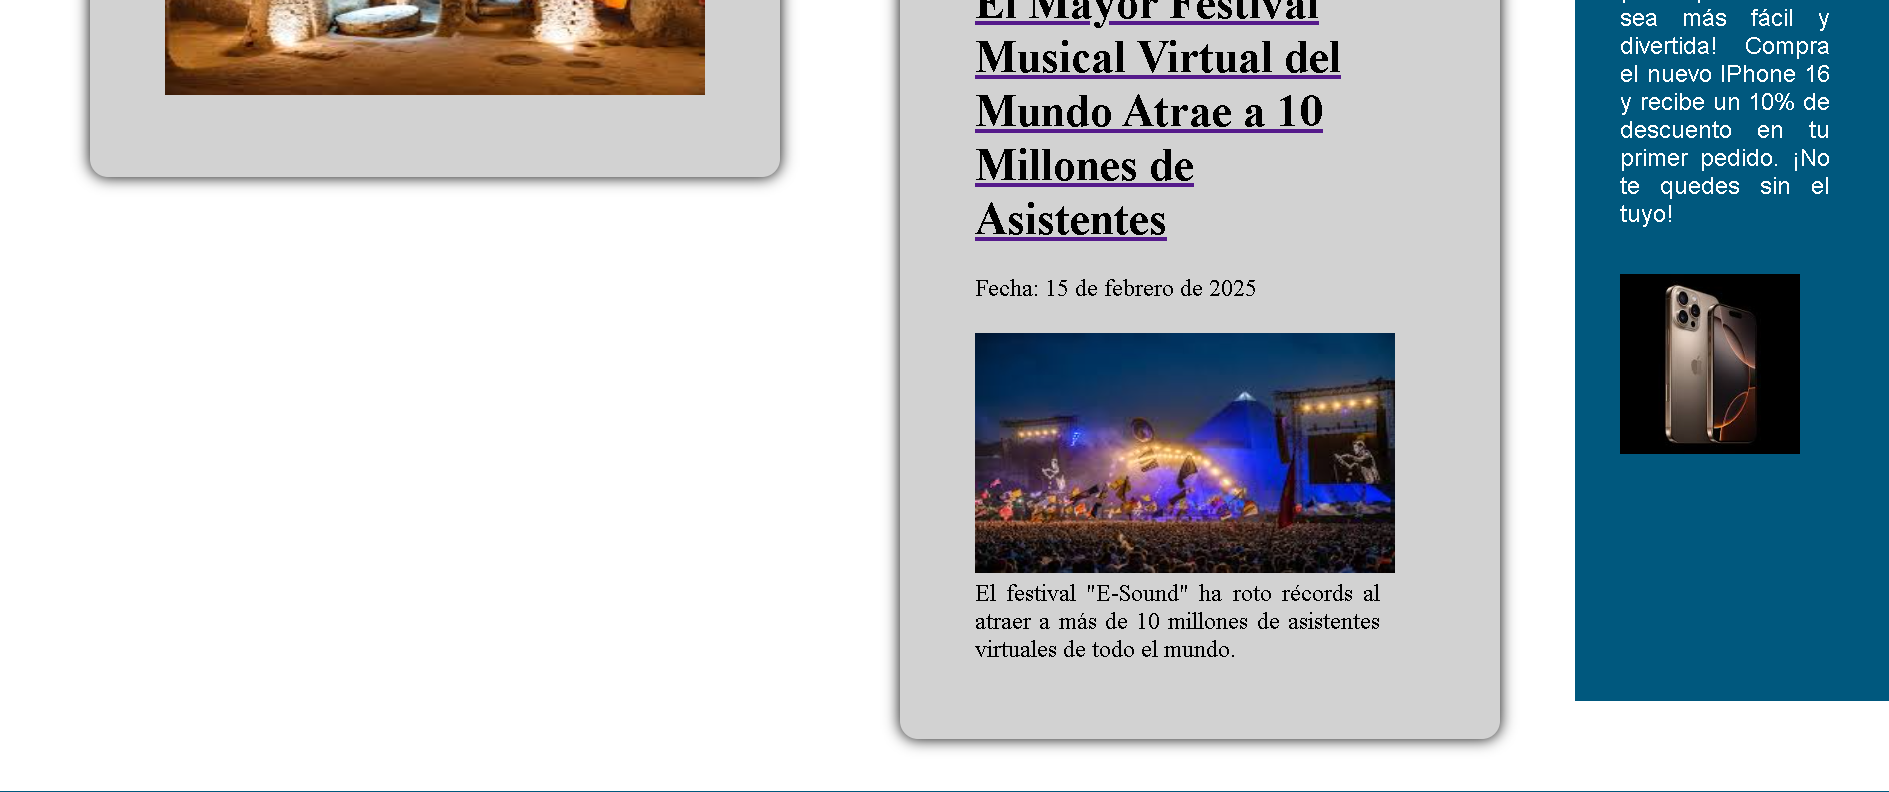 El Mayor Festival
Musical Virtual del
Mundo Atrae a 10
Millones de
Asistentes
Fecha: 15 de febrero de 2025
El festival "E-Sound" ha roto récords al
atraer a más de 10 millones de asistentes
virtuales de todo el mundo.
sea más fácil y
divertida! Compra
el nuevo IPhone 16
y recibe un 10% de
descuento en tu
primer pedido. ¡No
te quedes sin el
tuyo!